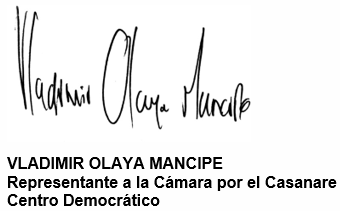 Vladimir Olaya Mancipe
VLADIMIR OLAYA MANCIPE
Representante a la Cámara por el Casanare
Centro Democrático